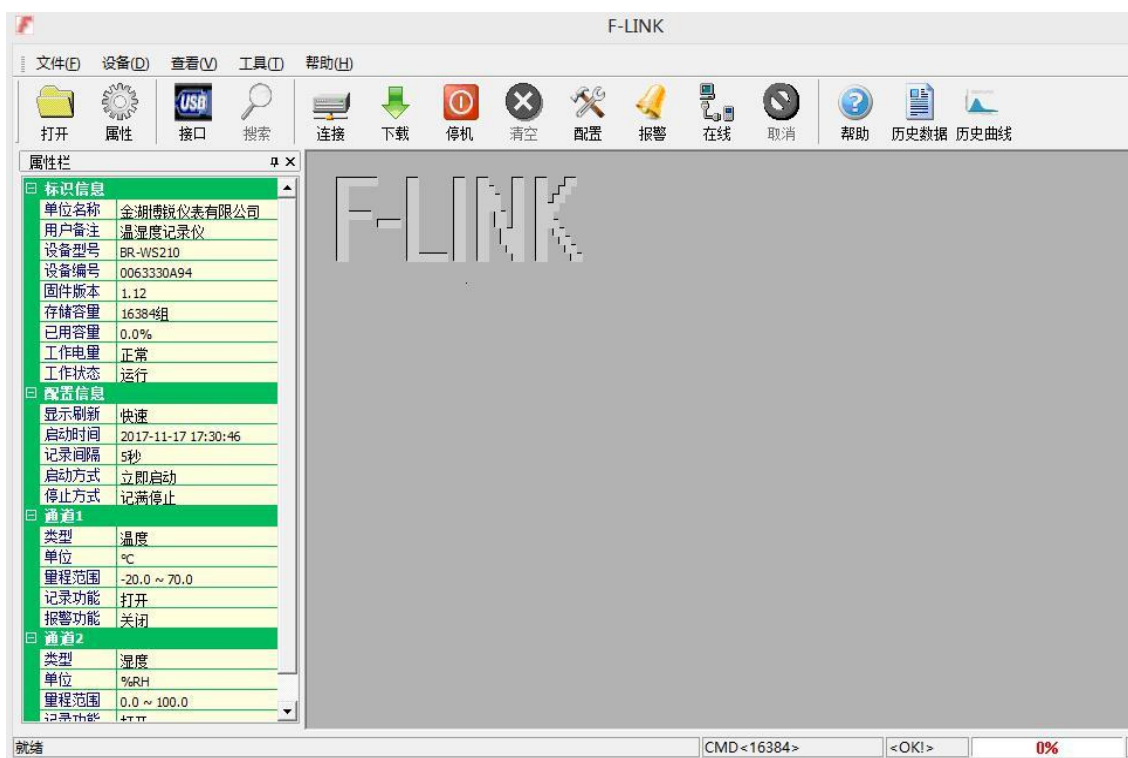 F-LINK
文件(F) 设备(D) 查看(V) 工具(T) 帮助(H)
打开 属性 接口 搜索 连接 下载 停机 清空 配置 报警 在线 取消 帮助 历史数据 历史曲线
USB
属性栏
F-LINK
标识信息
单位名称 金湖博锐仪表有限公司
用户备注 温湿度记录仪
设备型号 BR-WS210
设备编号 0063330A94
固件版本 1.12
存储容量 16384组
已用容量 0.0%
工作电量 正常
工作状态 运行
配置信息
显示刷新 快速
启动时间 2017-11-17 17:30:46
记录间隔 5秒
启动方式 立即启动
停止方式 记满停止
通道1
类型 温度
单位 ℃
量程范围 -20.0 ~ 70.0
记录功能 打开
报警功能 关闭
通道2
类型 湿度
单位 %RH
量程范围 0.0 ~ 100.0
记录功能 打开
就绪 CMD<16384> <OK!> 0%